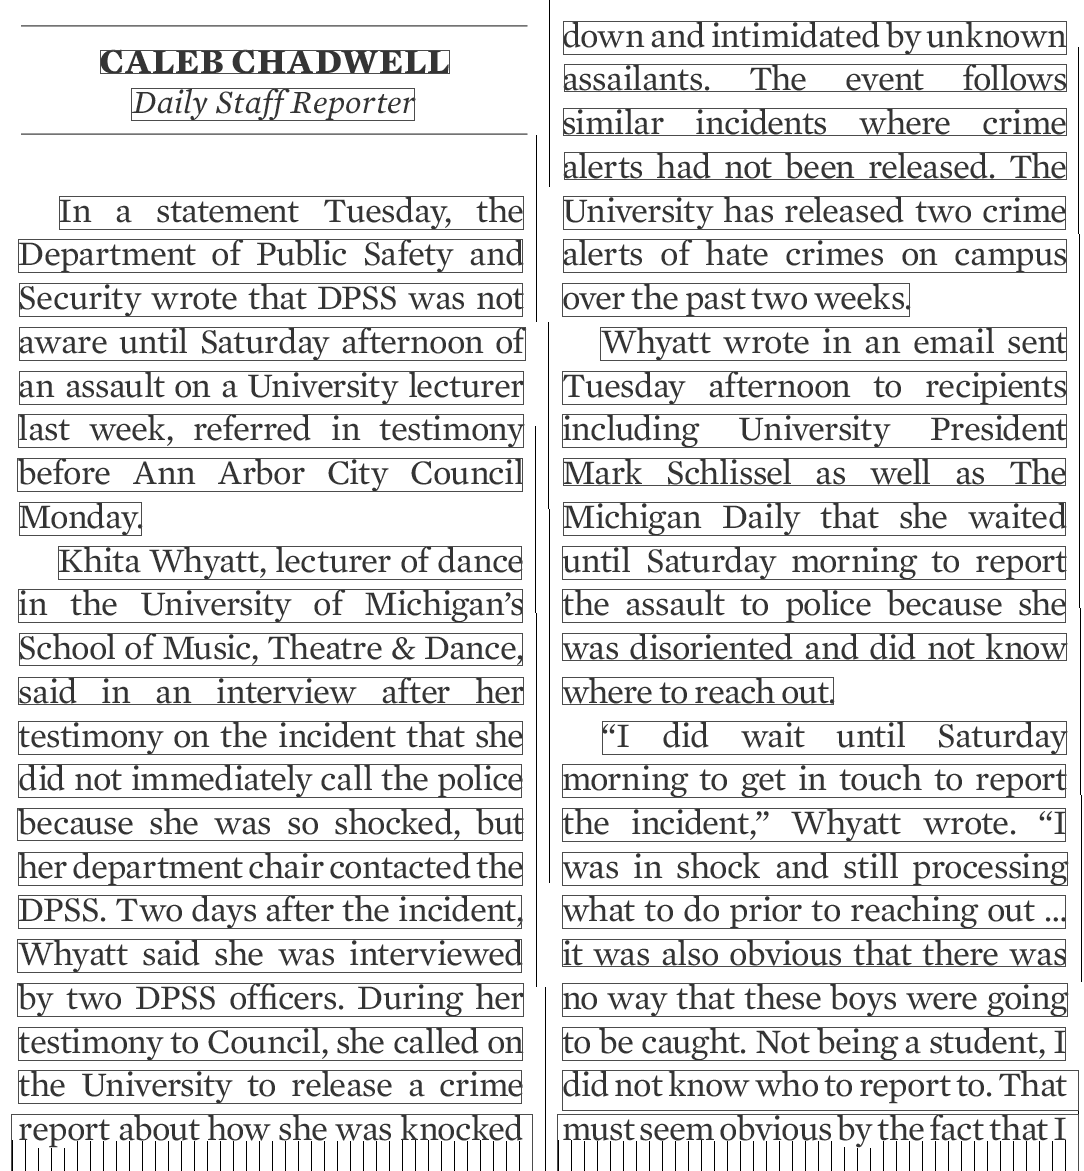 CALEB CHADWELL
Daily Staff Reporter
In a statement Tuesday, the
Department of Public Safety and
Security wrote that DPSS was not
aware until Saturday afternoon of
an assault on a University lecturer
last week, referred in testimony
before Ann Arbor City Council
Monday.
Khita Whyatt, lecturer of dance
in the University of Michigan’s
School of Music, Theatre & Dance,
said in an interview after her
testimony on the incident that she
did not immediately call the police
because she was so shocked, but
her department chair contacted the
DPSS. Two days after the incident,
Whyatt said she was interviewed
by two DPSS officers. During her
testimony to Council, she called on
the University to release a crime
report about how she was knocked
down and intimidated by unknown
assailants. The event follows
similar incidents where crime
alerts had not been released. The
University has released two crime
alerts of hate crimes on campus
over the past two weeks.
Whyatt wrote in an email sent
Tuesday afternoon to recipients
including University President
Mark Schlissel as well as The
Michigan Daily that she waited
until Saturday morning to report
the assault to police because she
was disoriented and did not know
where to reach out.
“I did wait until Saturday
morning to get in touch to report
the incident,” Whyatt wrote. “I
was in shock and still processing
what to do prior to reaching out ...
it was also obvious that there was
no way that these boys were going
to be caught. Not being a student, I
did not know who to report to. That
must seem obvious by the fact that I